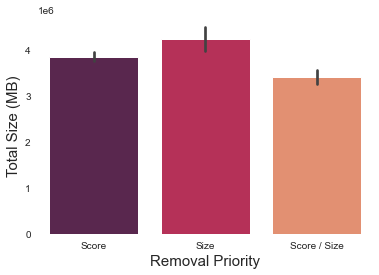 1e6
4
3
2
1
0
Total Size (MB)
Score
Size
Score / Size
Removal Priority